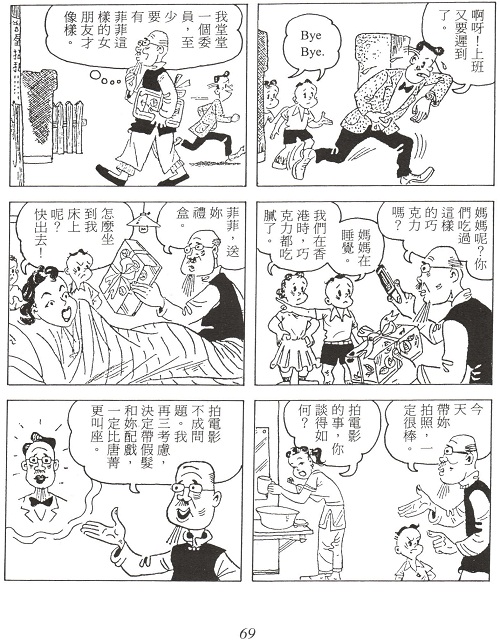 啊呀!上班
又要遲到
了。
Bye
Bye.
我堂堂
一個委
員,至
少要有
菲菲這
樣的女
朋友才
像樣。
媽媽呢?你
們吃過
這樣
的巧
克力
嗎?
媽媽在
睡覺。
我們在香
港時,巧
克力都吃
膩了。
菲菲,送
妳禮
盒。
怎麼坐
到我
床上
呢?
快出去!
今天
帶妳
拍照,一
定很棒。
拍電影
的事,你
談得如
何?
拍電影
不成問
題。我
再三考慮,
決定帶假髮
和妳配戲,
一定比唐菁
更叫座。
69